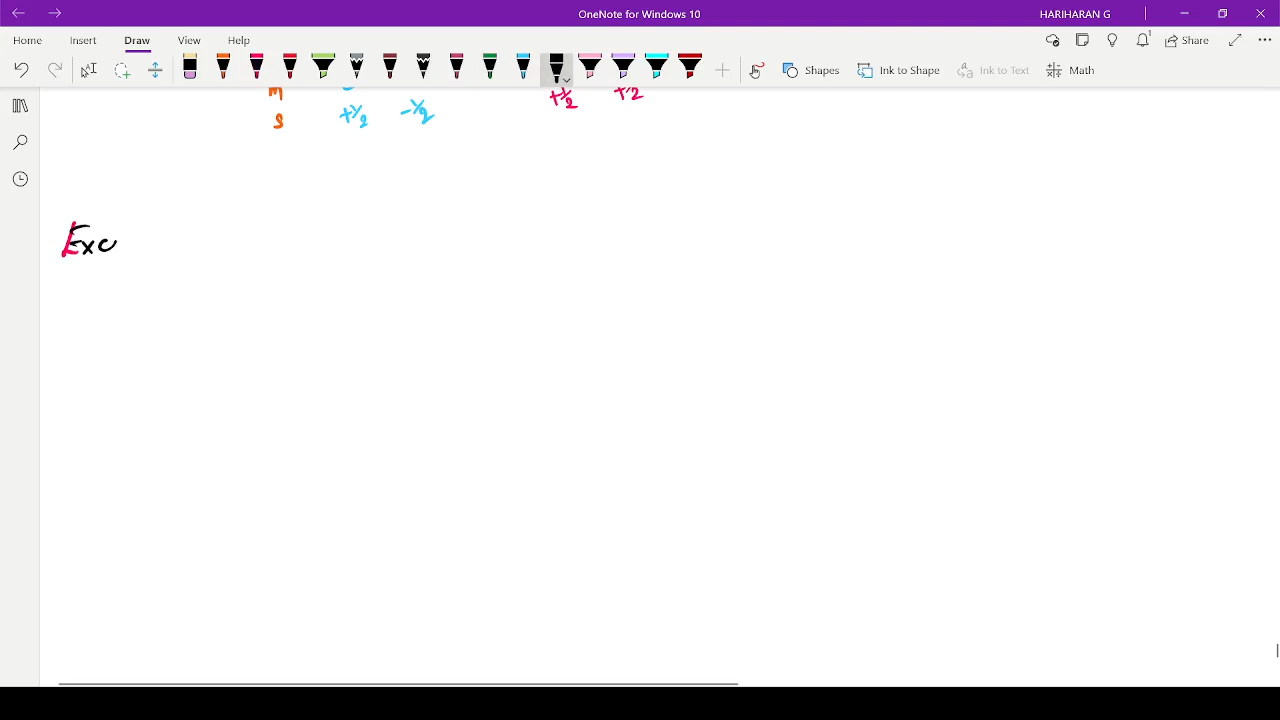 OneNote for Windows 10
HARIHARAN G
Home Insert Draw View Help
1
Share
Shapes Ink to Shape Ink to Text Math
m
+1/2 +1/2
s +1/2 -1/2
Exc